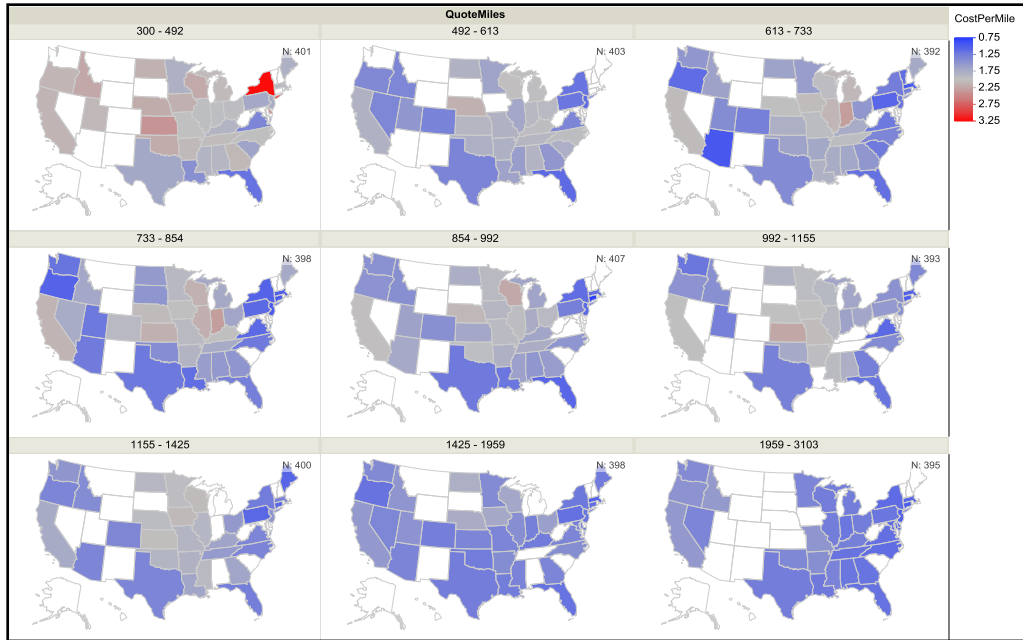 QuoteMiles
300 - 492
492 - 613
613 - 733
N: 401
N: 403
N: 392
733 - 854
854 - 992
992 - 1155
N: 398
N: 407
N: 393
1155 - 1425
1425 - 1959
1959 - 3103
N: 400
N: 398
N: 395
CostPerMile
0.75
1.25
1.75
2.25
2.75
3.25